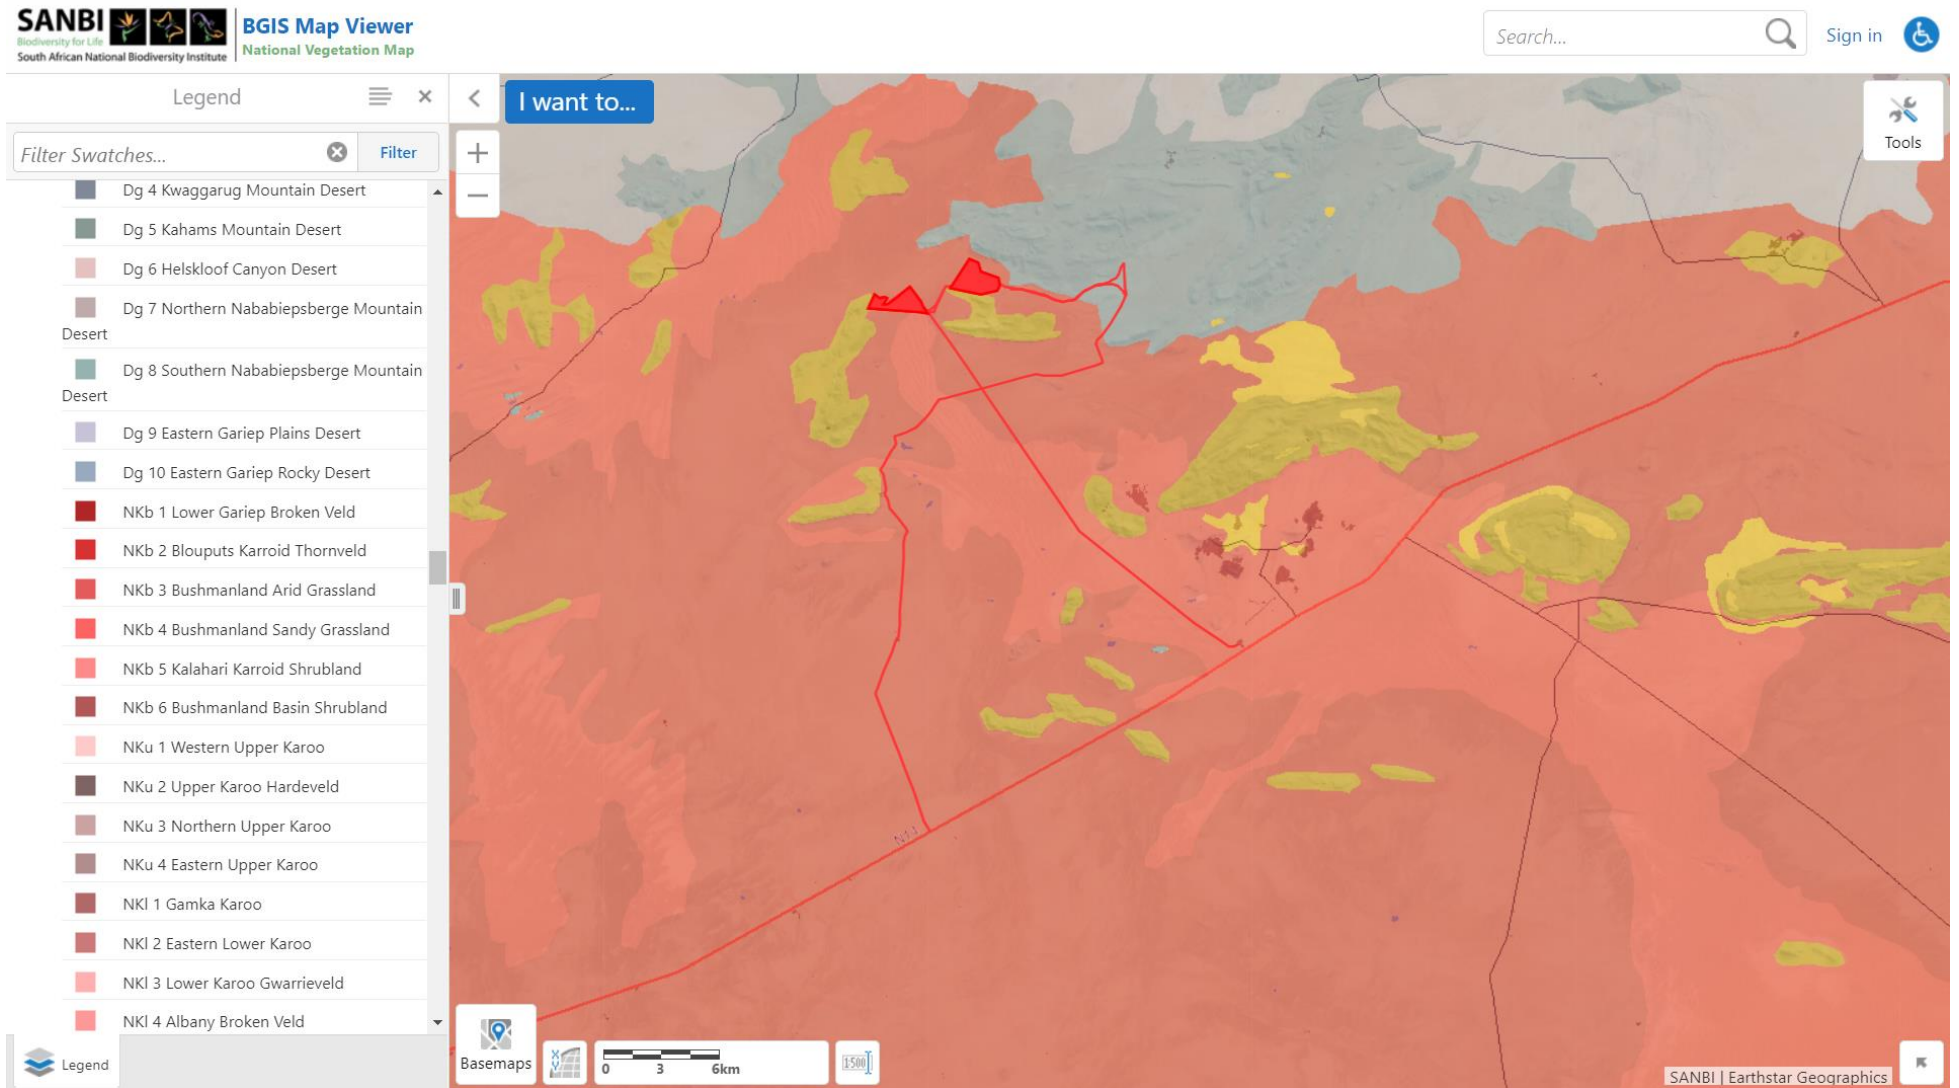 SANBI
Biodiversity for Life
South African National Biodiversity Institute
BGIS Map Viewer
National Vegetation Map
Search...
Sign in
Legend
Filter Swatches...
Filter
I want to...
Tools
Dg 4 Kwaggarug Mountain Desert
Dg 5 Kahams Mountain Desert
Dg 6 Helskloof Canyon Desert
Dg 7 Northern Nababiepsberge Mountain
Desert
Dg 8 Southern Nababiepsberge Mountain
Desert
Dg 9 Eastern Gariep Plains Desert
Dg 10 Eastern Gariep Rocky Desert
NKb 1 Lower Gariep Broken Veld
NKb 2 Blouputs Karroid Thornveld
NKb 3 Bushmanland Arid Grassland
NKb 4 Bushmanland Sandy Grassland
NKb 5 Kalahari Karroid Shrubland
NKb 6 Bushmanland Basin Shrubland
NKu 1 Western Upper Karoo
NKu 2 Upper Karoo Hardeveld
NKu 3 Northern Upper Karoo
NKu 4 Eastern Upper Karoo
NKl 1 Gamka Karoo
NKl 2 Eastern Lower Karoo
NKl 3 Lower Karoo Gwarrieveld
NKl 4 Albany Broken Veld
Legend
N14
Basemaps
X Y
0 3 6km
1:500
SANBI | Earthstar Geographics